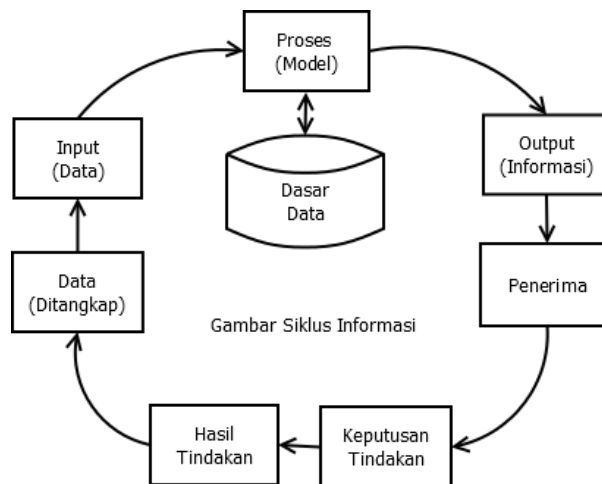 Proses
(Model)
Input
(Data)
Output
(Informasi)
Dasar
Data
Data
(Ditangkap)
Penerima
Gambar Siklus Informasi
Hasil
Tindakan
Keputusan
Tindakan